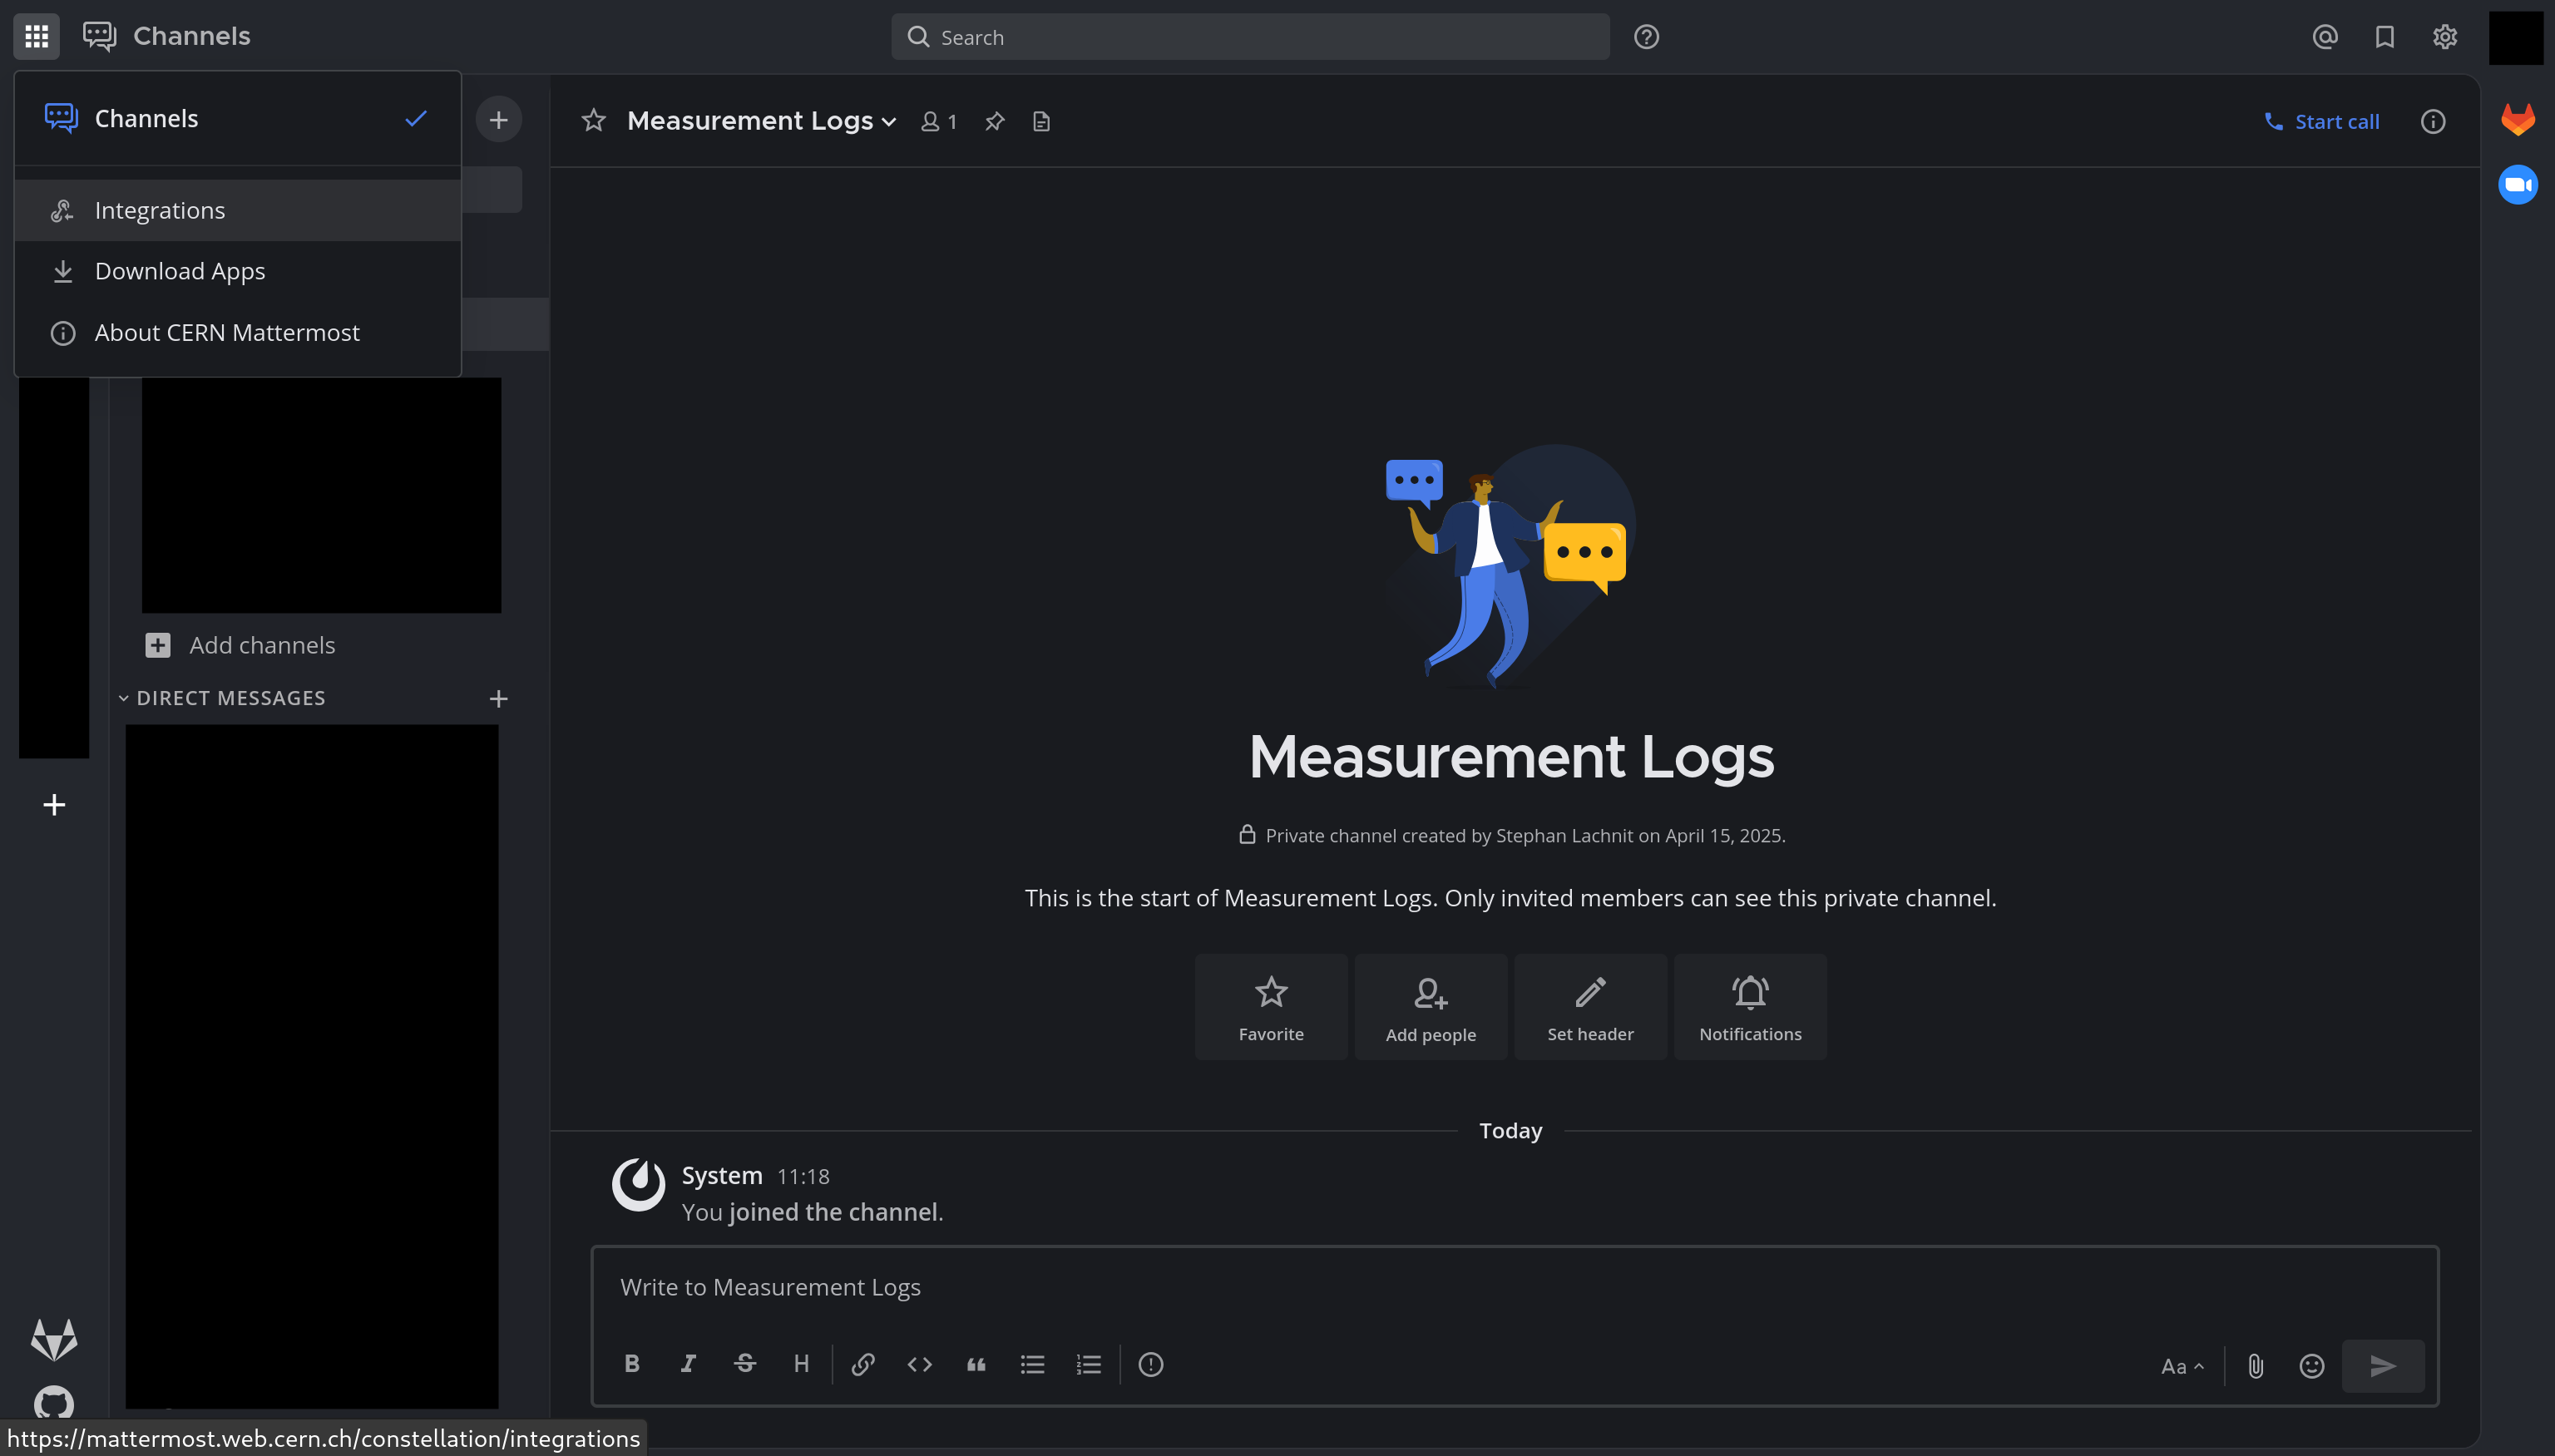 Channels
Search
Channels
Integrations
Download Apps
About CERN Mattermost
Add channels
DIRECT MESSAGES
Measurement Logs
1
Start call
Measurement Logs
Private channel created by Stephan Lachnit on April 15, 2025.
This is the start of Measurement Logs. Only invited members can see this private channel.
Favorite
Add people
Set header
Notifications
Today
System 11:18
You joined the channel.
Write to Measurement Logs
B I S H
Aa
https://mattermost.web.cern.ch/constellation/integrations